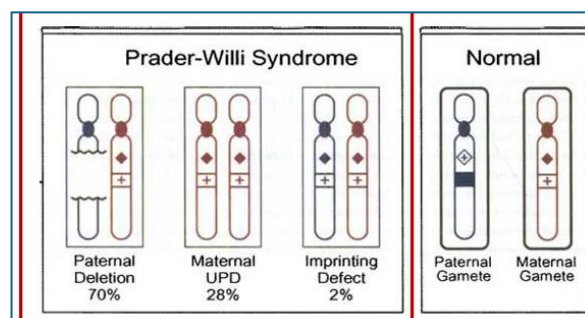 Prader-Willi Syndrome
Normal
Paternal
Deletion
70%
Maternal
UPD
28%
Imprinting
Defect
2%
Paternal
Gamete
Maternal
Gamete